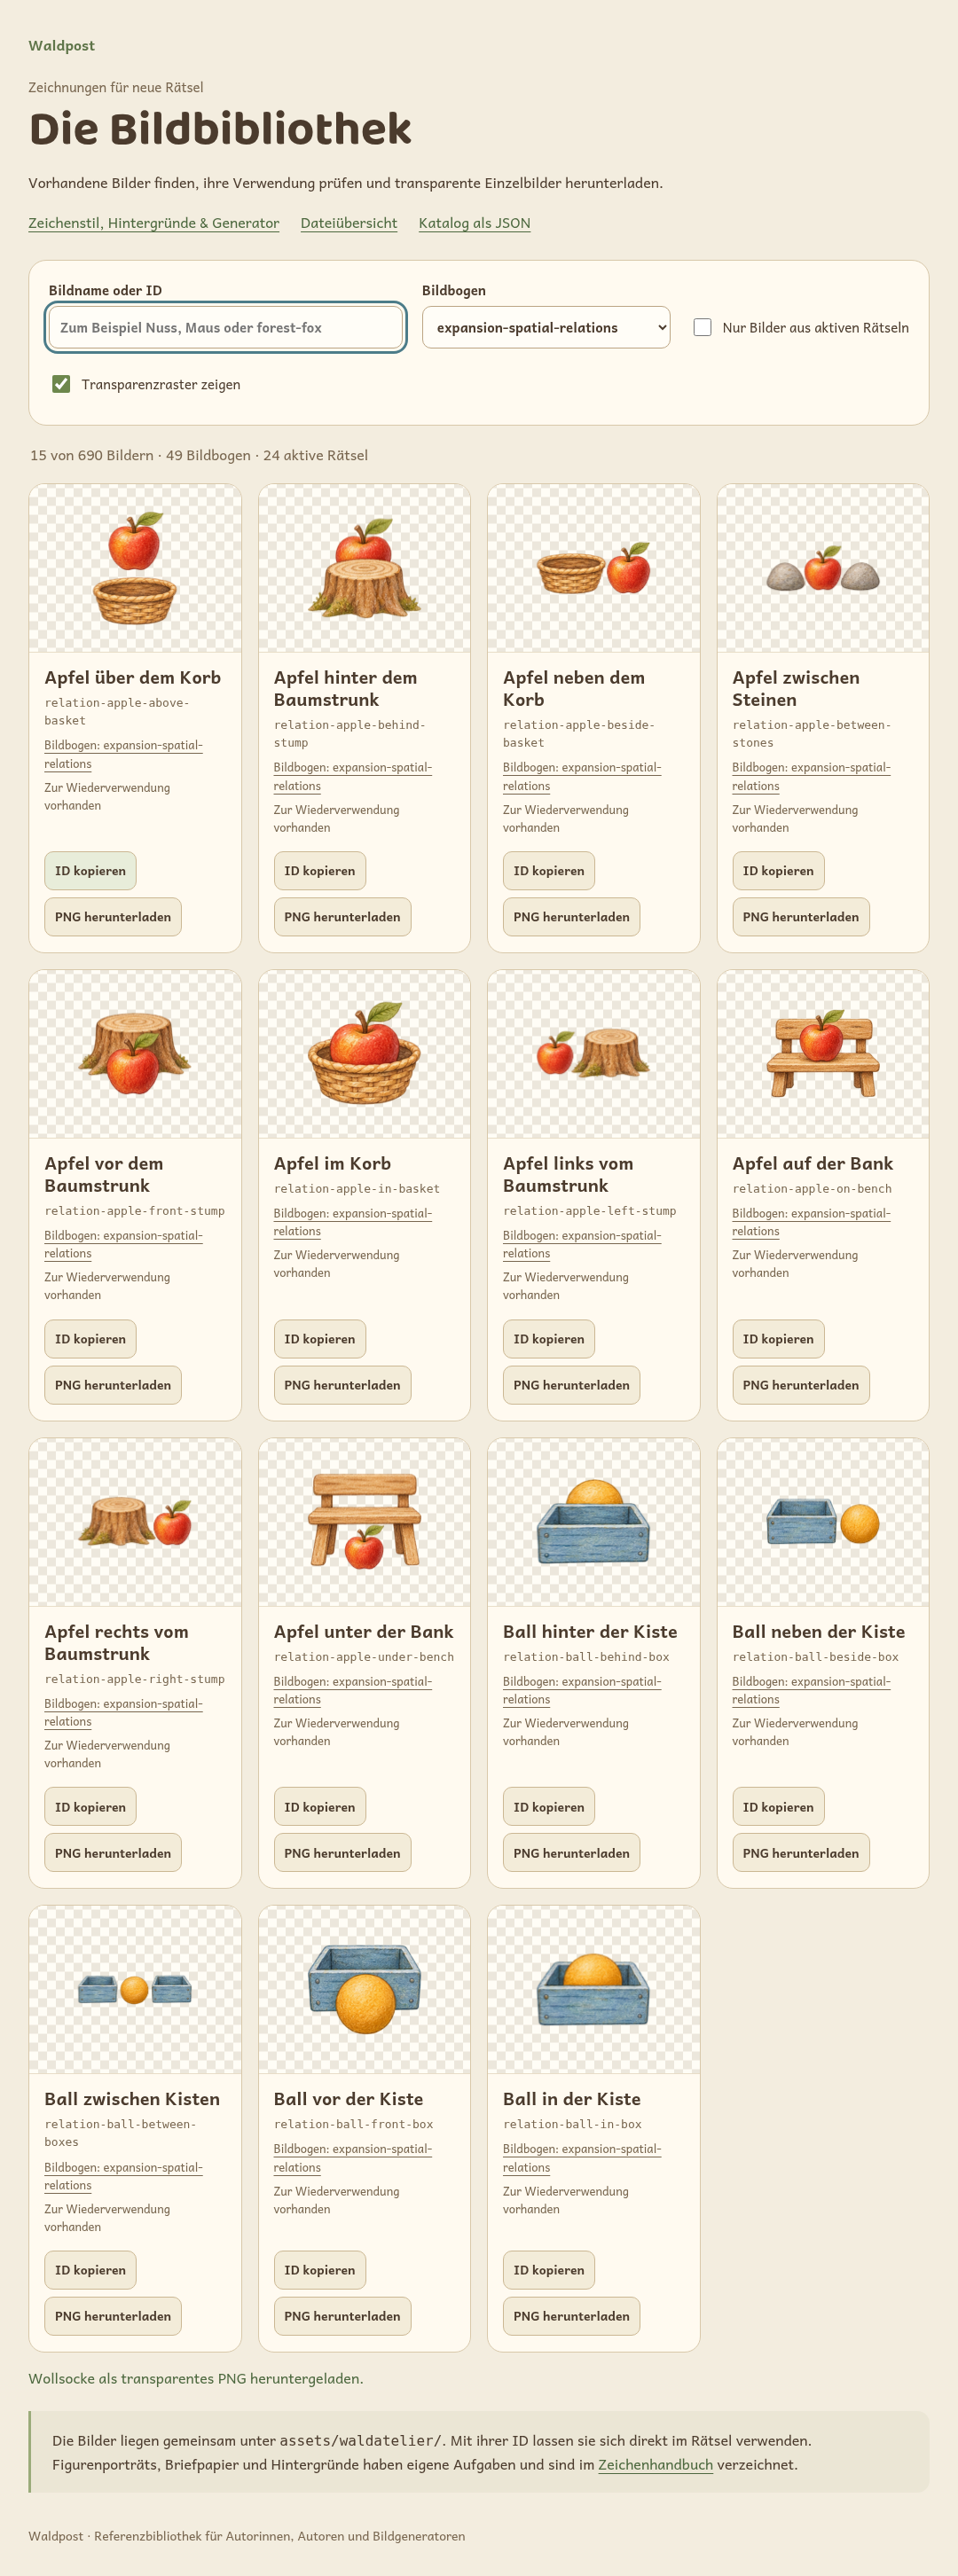 Waldpost
Zeichnungen für neue Rätsel
Die Bildbibliothek
Vorhandene Bilder finden, ihre Verwendung prüfen und transparente Einzelbilder herunterladen.
Zeichenstil, Hintergründe & Generator Dateiübersicht Katalog als JSON
Bildname oder ID
Zum Beispiel Nuss, Maus oder forest-fox
Bildbogen
expansion-spatial-relations
Nur Bilder aus aktiven Rätseln
Transparenzraster zeigen
15 von 690 Bildern · 49 Bildbogen · 24 aktive Rätsel
Apfel über dem Korb
relation-apple-above-
basket
Bildbogen: expansion-spatial-
relations
Zur Wiederverwendung
vorhanden
ID kopieren
PNG herunterladen
Apfel hinter dem
Baumstrunk
relation-apple-behind-
stump
Bildbogen: expansion-spatial-
relations
Zur Wiederverwendung
vorhanden
ID kopieren
PNG herunterladen
Apfel neben dem
Korb
relation-apple-beside-
basket
Bildbogen: expansion-spatial-
relations
Zur Wiederverwendung
vorhanden
ID kopieren
PNG herunterladen
Apfel zwischen
Steinen
relation-apple-between-
stones
Bildbogen: expansion-spatial-
relations
Zur Wiederverwendung
vorhanden
ID kopieren
PNG herunterladen
Apfel vor dem
Baumstrunk
relation-apple-front-stump
Bildbogen: expansion-spatial-
relations
Zur Wiederverwendung
vorhanden
ID kopieren
PNG herunterladen
Apfel im Korb
relation-apple-in-basket
Bildbogen: expansion-spatial-
relations
Zur Wiederverwendung
vorhanden
ID kopieren
PNG herunterladen
Apfel links vom
Baumstrunk
relation-apple-left-stump
Bildbogen: expansion-spatial-
relations
Zur Wiederverwendung
vorhanden
ID kopieren
PNG herunterladen
Apfel auf der Bank
relation-apple-on-bench
Bildbogen: expansion-spatial-
relations
Zur Wiederverwendung
vorhanden
ID kopieren
PNG herunterladen
Apfel rechts vom
Baumstrunk
relation-apple-right-stump
Bildbogen: expansion-spatial-
relations
Zur Wiederverwendung
vorhanden
ID kopieren
PNG herunterladen
Apfel unter der Bank
relation-apple-under-bench
Bildbogen: expansion-spatial-
relations
Zur Wiederverwendung
vorhanden
ID kopieren
PNG herunterladen
Ball hinter der Kiste
relation-ball-behind-box
Bildbogen: expansion-spatial-
relations
Zur Wiederverwendung
vorhanden
ID kopieren
PNG herunterladen
Ball neben der Kiste
relation-ball-beside-box
Bildbogen: expansion-spatial-
relations
Zur Wiederverwendung
vorhanden
ID kopieren
PNG herunterladen
Ball zwischen Kisten
relation-ball-between-
boxes
Bildbogen: expansion-spatial-
relations
Zur Wiederverwendung
vorhanden
ID kopieren
PNG herunterladen
Ball vor der Kiste
relation-ball-front-box
Bildbogen: expansion-spatial-
relations
Zur Wiederverwendung
vorhanden
ID kopieren
PNG herunterladen
Ball in der Kiste
relation-ball-in-box
Bildbogen: expansion-spatial-
relations
Zur Wiederverwendung
vorhanden
ID kopieren
PNG herunterladen
Wollsocke als transparentes PNG heruntergeladen.
Die Bilder liegen gemeinsam unter assets/waldatelier/. Mit ihrer ID lassen sie sich direkt im Rätsel verwenden.
Figurenporträts, Briefpapier und Hintergründe haben eigene Aufgaben und sind im Zeichenhandbuch verzeichnet.
Waldpost · Referenzbibliothek für Autorinnen, Autoren und Bildgeneratoren